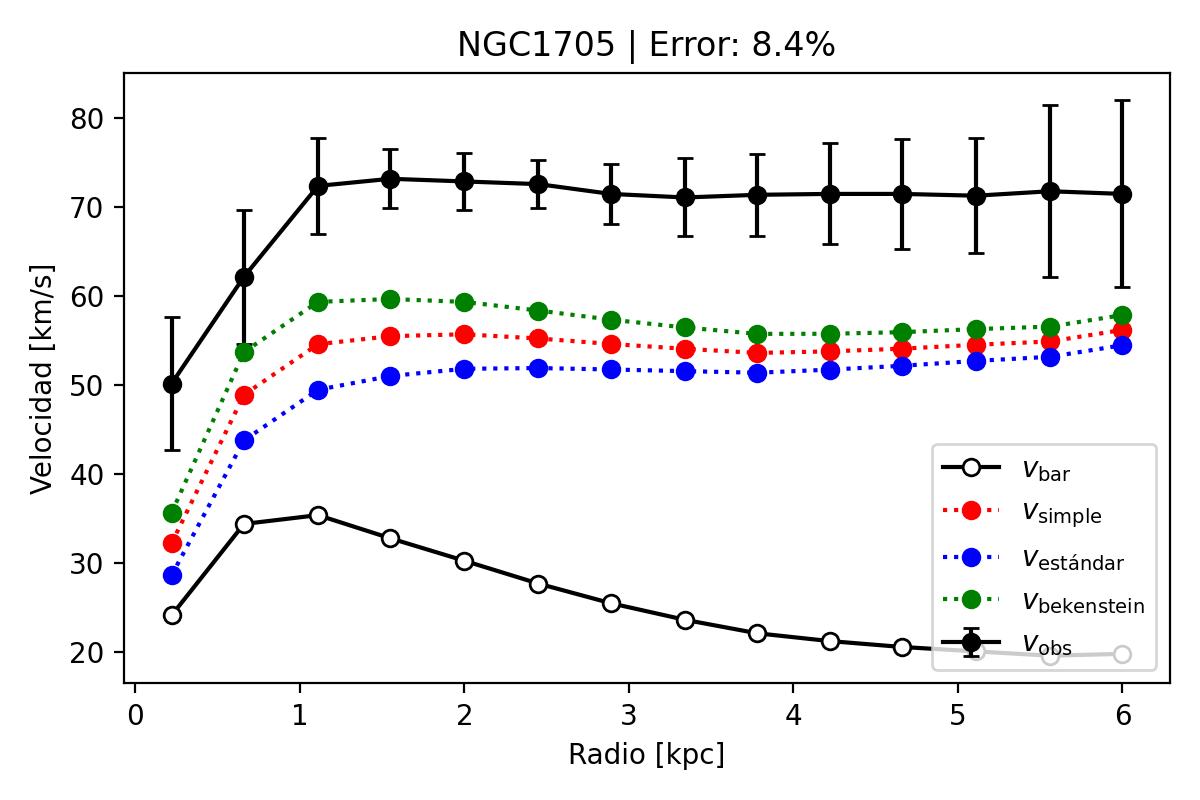 NGC1705 | Error: 8.4%
Velocidad [km/s]
80
70
60
50
40
30
20
v_bar
v_simple
v_estándar
v_bekenstein
v_obs
0 1 2 3 4 5 6
Radio [kpc]